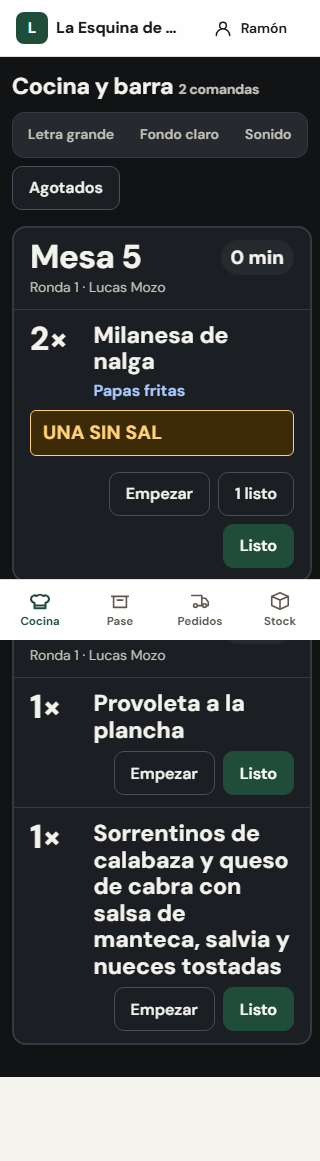 L La Esquina de ... Ramón
Cocina y barra 2 comandas
Letra grande Fondo claro Sonido
Agotados
Mesa 5 0 min
Ronda 1 · Lucas Mozo
2× Milanesa de
nalga
Papas fritas
UNA SIN SAL
Empezar 1 listo
Listo
Cocina Pase Pedidos Stock
Ronda 1 · Lucas Mozo
1× Provoleta a la
plancha
Empezar Listo
1× Sorrentinos de
calabaza y queso
de cabra con
salsa de
manteca, salvia y
nueces tostadas
Empezar Listo